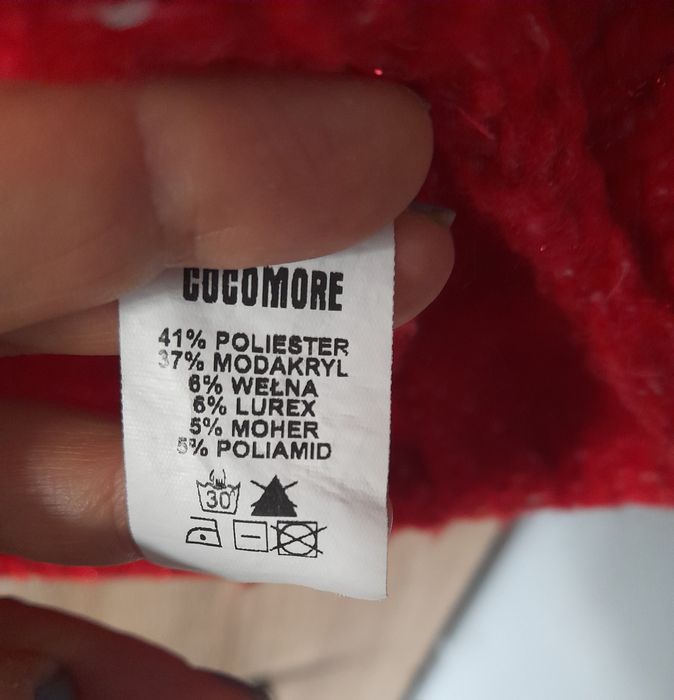 COCOMORE
41% POLIESTER
37% MODAKRYL
6% WEŁNA
6% LUREX
5% MOHER
5% POLIAMID
30